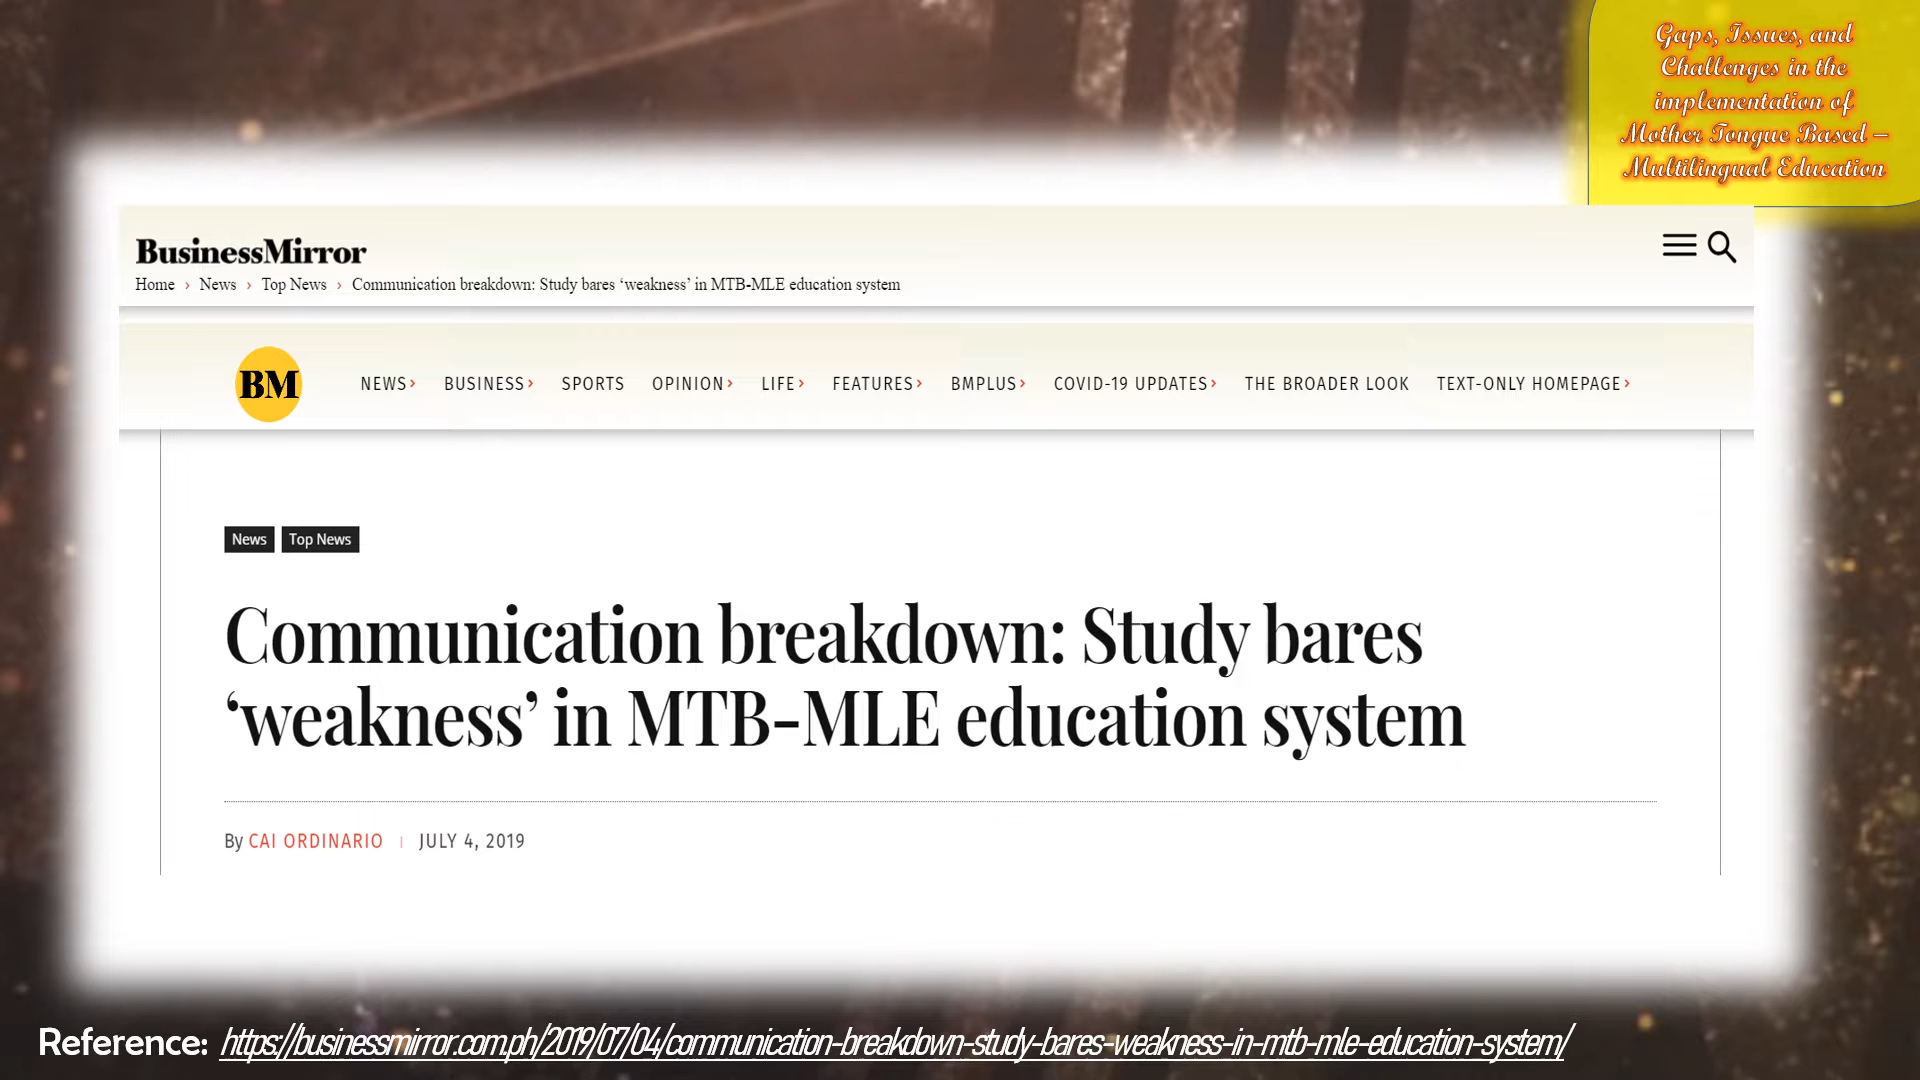 Gaps, Issues, and
Challenges in the
implementation of
Mother Tongue Based –
Multilingual Education
BusinessMirror
Home › News › Top News › Communication breakdown: Study bares ‘weakness’ in MTB-MLE education system
BM NEWS› BUSINESS› SPORTS OPINION› LIFE› FEATURES› BMPLUS› COVID-19 UPDATES› THE BROADER LOOK TEXT-ONLY HOMEPAGE›
News Top News
Communication breakdown: Study bares
‘weakness’ in MTB-MLE education system
By CAI ORDINARIO | JULY 4, 2019
Reference: https://businessmirror.com.ph/2019/07/04/communication-breakdown-study-bares-weakness-in-mtb-mle-education-system/